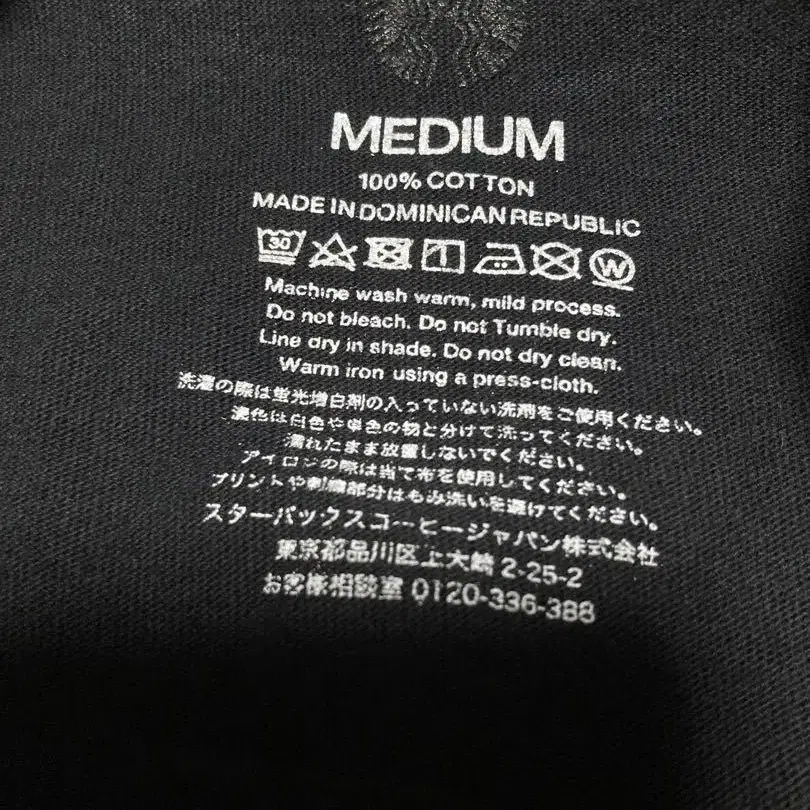 MEDIUM
100% COTTON
MADE IN DOMINICAN REPUBLIC
30
W
Machine wash warm, mild process.
Do not bleach. Do not Tumble dry.
Line dry in shade. Do not dry clean.
Warm iron using a press-cloth.
洗濯の際は蛍光増白剤の入っていない洗剤をご使用ください。
濃色は白色や単色の物と分けて洗ってください。
濡れたまま放置しないでください。
アイロンの際は当て布を使用してください。
プリントや刺繍部分はもみ洗いを避けてください。
スターバックスコーヒージャパン株式会社
東京都品川区上大崎 2-25-2
お客様相談室 0120-336-388